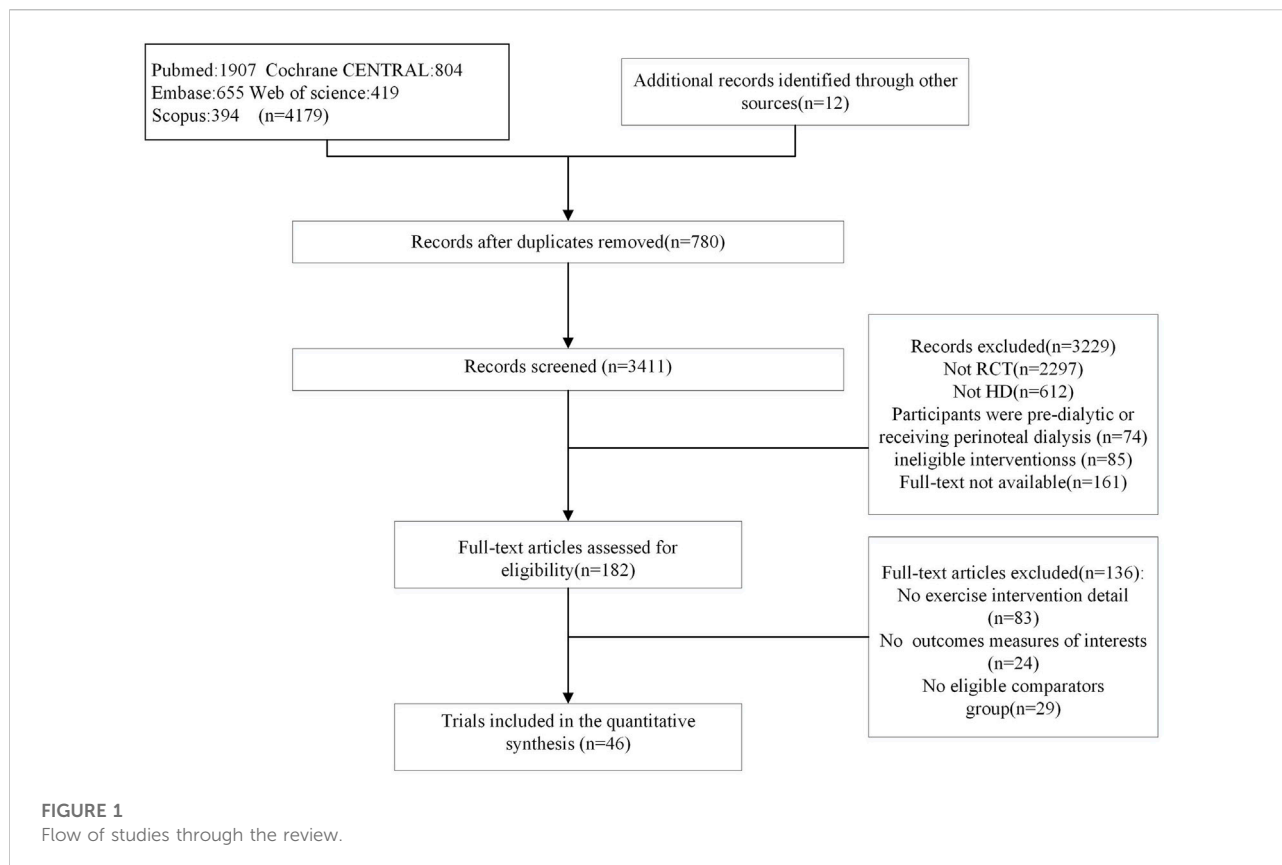 Pubmed:1907 Cochrane CENTRAL:804
Embase:655 Web of science:419
Scopus:394 (n=4179)
Additional records identified through other
sources(n=12)
Records after duplicates removed(n=780)
Records screened (n=3411)
Records excluded(n=3229)
Not RCT(n=2297)
Not HD(n=612)
Participants were pre-dialytic or
receiving perinoteal dialysis (n=74)
ineligible interventionss (n=85)
Full-text not available(n=161)
Full-text articles assessed for
eligibility(n=182)
Full-text articles excluded(n=136):
No exercise intervention detail
(n=83)
No outcomes measures of interests
(n=24)
No eligible comparators
group(n=29)
Trials included in the quantitative
synthesis (n=46)
FIGURE 1
Flow of studies through the review.